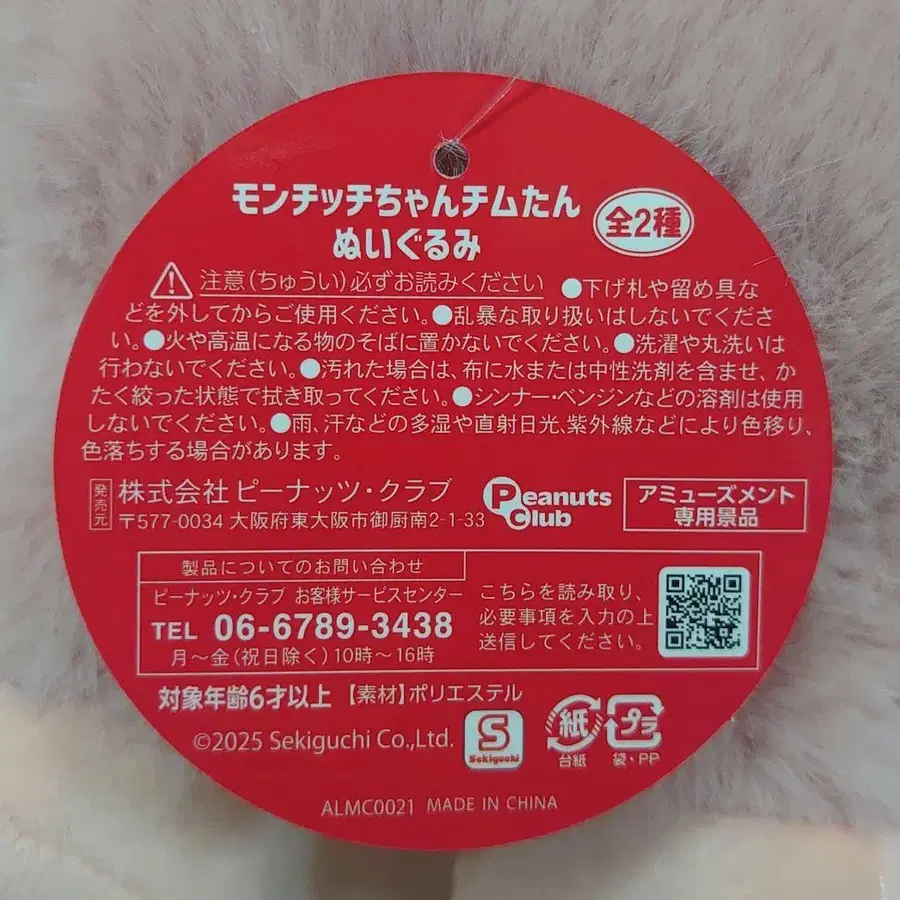 モンチッチちゃんチムたん
ぬいぐるみ
全2種
注意(ちゅうい)必ずお読みください ●下げ札や留め具な
どを外してからご使用ください。●乱暴な取り扱いはしないでくださ
い。●火や高温になる物のそばに置かないでください。●洗濯や丸洗いは
行わないでください。●汚れた場合は、布に水または中性洗剤を含ませ、か
たく絞った状態で拭き取ってください。●シンナー・ベンジンなどの溶剤は使用
しないでください。●雨、汗などの多湿や直射日光、紫外線などにより色移り、
色落ちする場合があります。
発売元
株式会社 ピーナッツ・クラブ
〒577-0034 大阪府東大阪市御厨南2-1-33
Peanuts
Club
アミューズメント
専用景品
製品についてのお問い合わせ
ピーナッツ・クラブ お客様サービスセンター
TEL 06-6789-3438
月~金(祝日除く)10時~16時
こちらを読み取り、
必要事項を入力の上
送信してください。
対象年齢6才以上 【素材】ポリエステル
©2025 Sekiguchi Co.,Ltd.
S
Sekiguchi
紙
台紙
プラ
袋・PP
ALMC0021 MADE IN CHINA